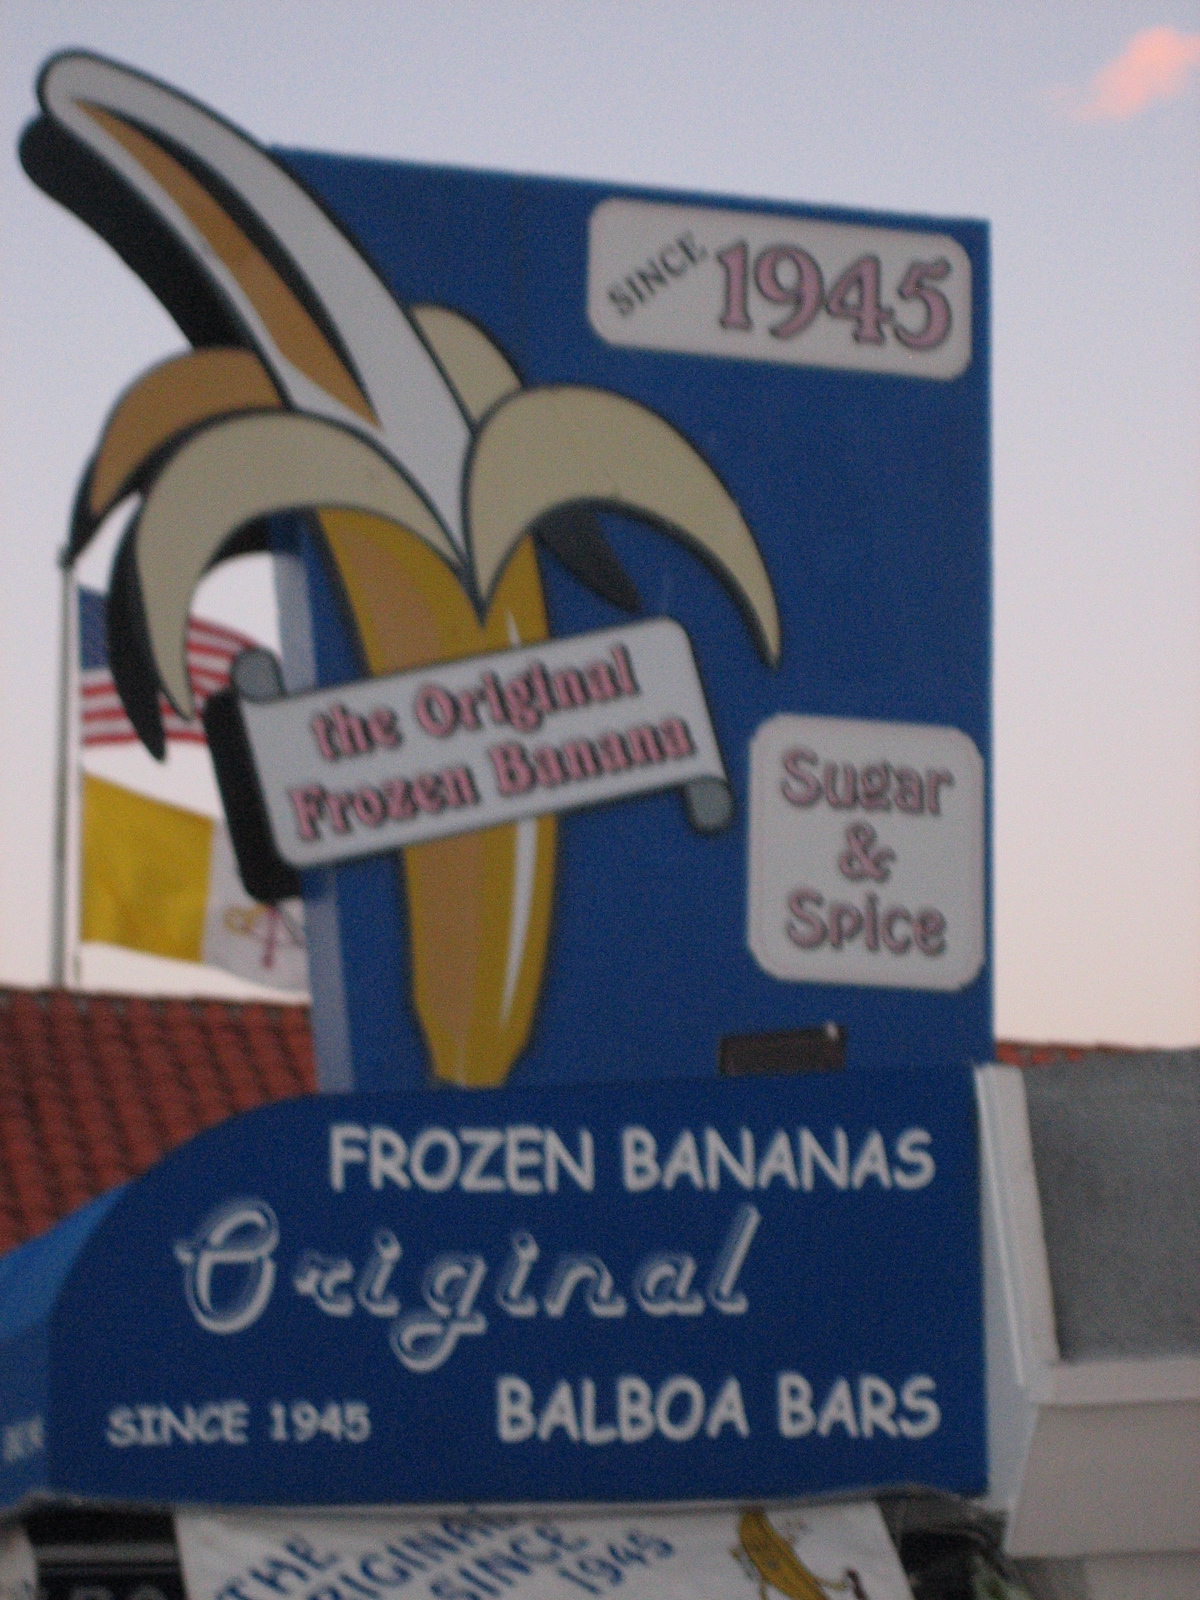 SINCE 1945
the Original
Frozen Banana
Sugar
&
Spice
FROZEN BANANAS
Original
SINCE 1945
BALBOA BARS
THE
ORIGINAL
SINCE
1945